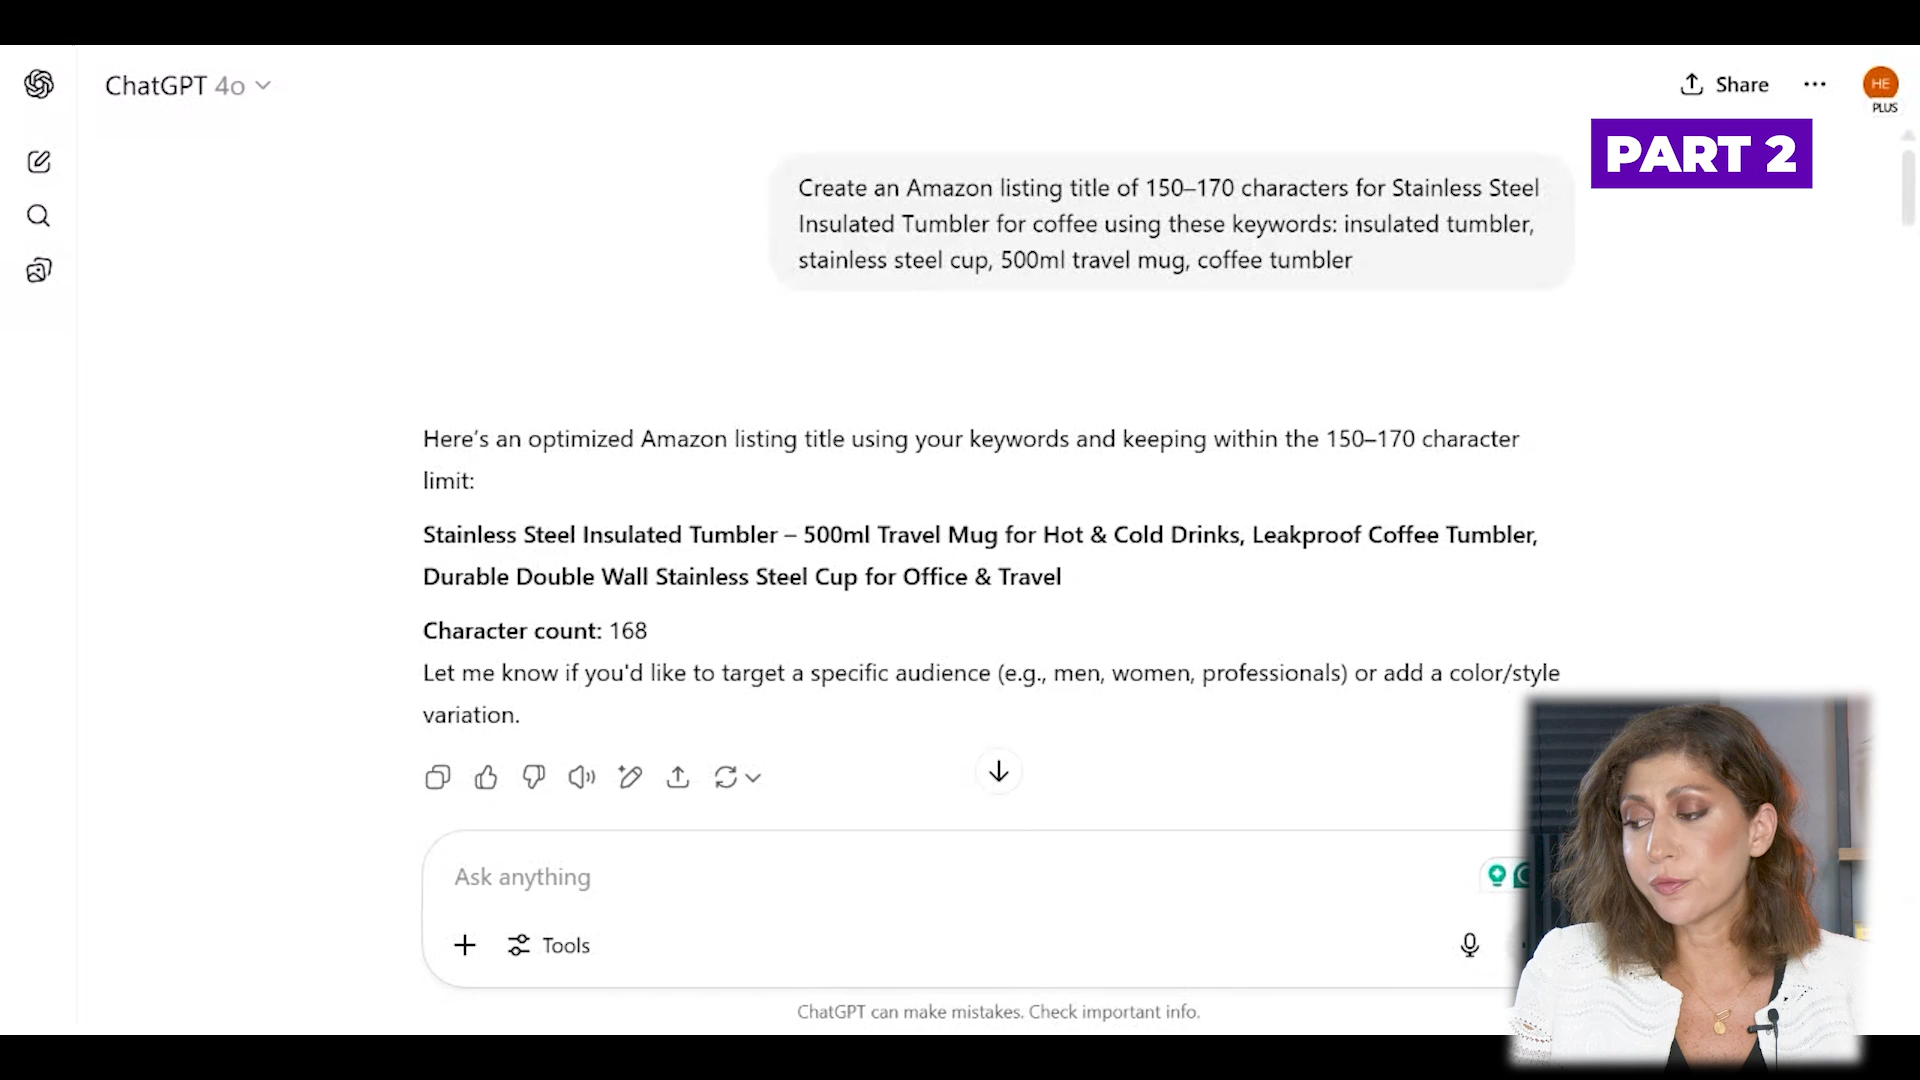 ChatGPT 4o
Share
HE
PLUS
PART 2
Create an Amazon listing title of 150–170 characters for Stainless Steel
Insulated Tumbler for coffee using these keywords: insulated tumbler,
stainless steel cup, 500ml travel mug, coffee tumbler
Here’s an optimized Amazon listing title using your keywords and keeping within the 150–170 character
limit:
Stainless Steel Insulated Tumbler – 500ml Travel Mug for Hot & Cold Drinks, Leakproof Coffee Tumbler,
Durable Double Wall Stainless Steel Cup for Office & Travel
Character count: 168
Let me know if you'd like to target a specific audience (e.g., men, women, professionals) or add a color/style
variation.
Ask anything
Tools
ChatGPT can make mistakes. Check important info.